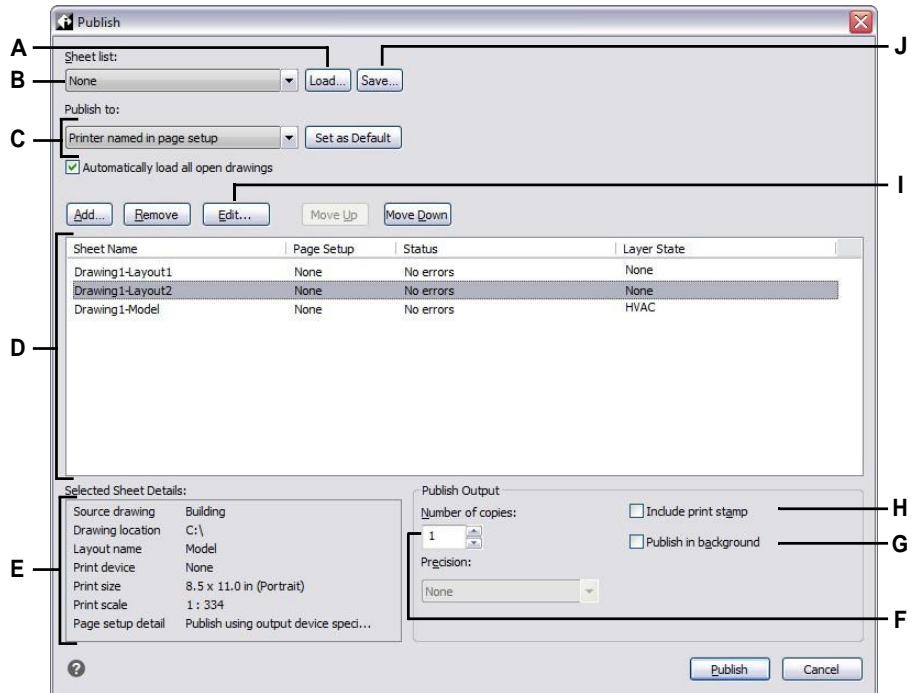 Publish
A
J
Sheet list:
B
None
Load...
Save...
Publish to:
C
Printer named in page setup
Set as Default
Automatically load all open drawings
I
Add...
Remove
Edit...
Move Up
Move Down
Sheet Name Page Setup Status Layer State
Drawing1-Layout1 None No errors None
Drawing1-Layout2 None No errors None
Drawing1-Model None No errors HVAC
D
Selected Sheet Details:
Source drawing Building
Drawing location C:\
Layout name Model
Print device None
Print size 8.5 x 11.0 in (Portrait)
Print scale 1 : 334
Page setup detail Publish using output device speci...
E
Publish Output
Number of copies:
1
Include print stamp
H
Publish in background
G
Precision:
None
F
?
Publish
Cancel